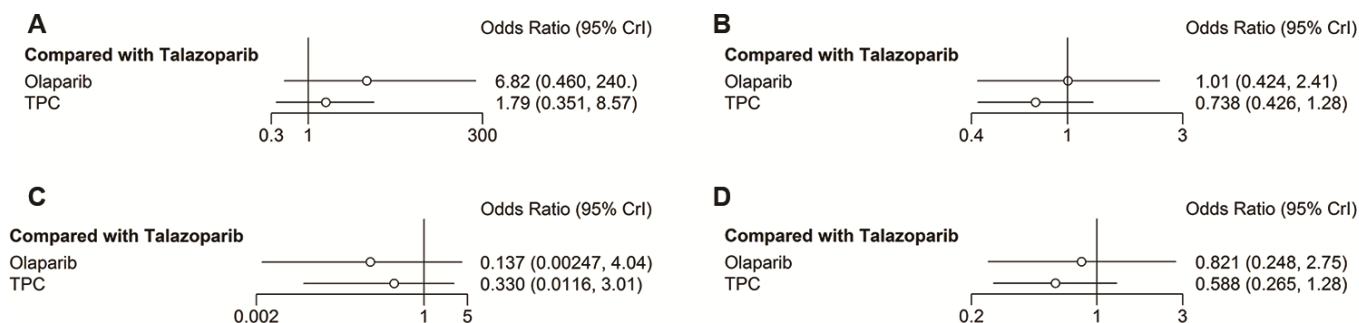 A
Odds Ratio (95% Crl)
Compared with Talazoparib
Olaparib 6.82 (0.460, 240.)
TPC 1.79 (0.351, 8.57)
0.3 1 300
B
Odds Ratio (95% Crl)
Compared with Talazoparib
Olaparib 1.01 (0.424, 2.41)
TPC 0.738 (0.426, 1.28)
0.4 1 3
C
Odds Ratio (95% Crl)
Compared with Talazoparib
Olaparib 0.137 (0.00247, 4.04)
TPC 0.330 (0.0116, 3.01)
0.002 1 5
D
Odds Ratio (95% Crl)
Compared with Talazoparib
Olaparib 0.821 (0.248, 2.75)
TPC 0.588 (0.265, 1.28)
0.2 1 3